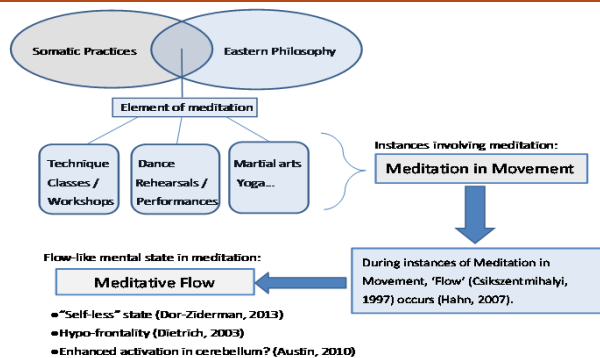 Somatic Practices
Eastern Philosophy
Element of meditation
Technique
Classes /
Workshops
Dance
Rehearsals /
Performances
Martial arts
Yoga...
Instances involving meditation:
Meditation in Movement
During instances of Meditation in
Movement, ‘Flow’ (Csikszentmihalyi,
1997) occurs (Hahn, 2007).
Flow-like mental state in meditation:
Meditative Flow
●“Self-less” state (Dor-Ziderman, 2013)
●Hypo-frontality (Dietrich, 2003)
●Enhanced activation in cerebellum? (Austin, 2010)